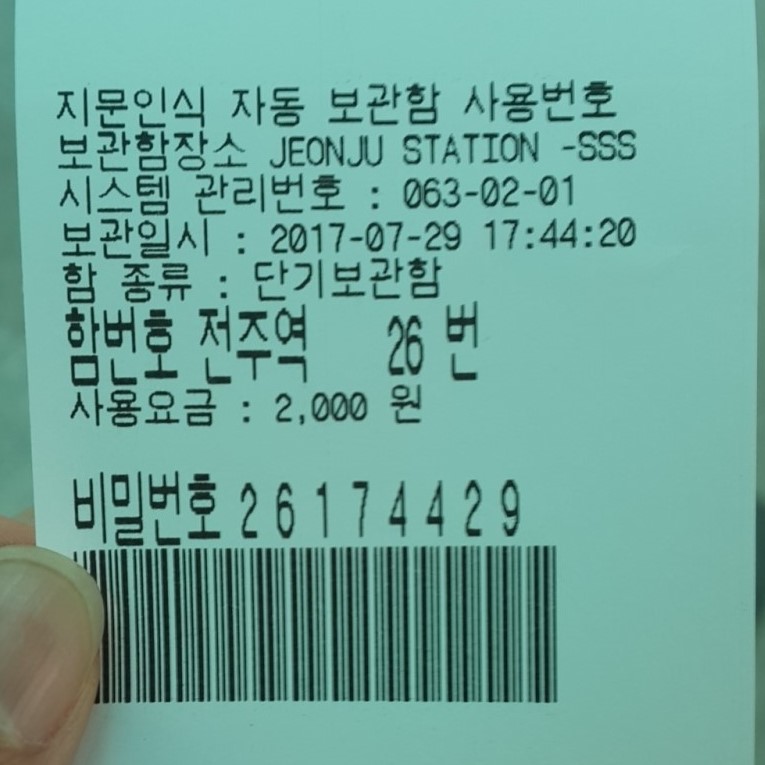 지문인식 자동 보관함 사용번호
보관함장소 JEONJU STATION -SSS
시스템 관리번호 : 063-02-01
보관일시 : 2017-07-29 17:44:20
함 종류 : 단기보관함
함번호 전주역 26 번
사용요금 : 2,000 원
비밀번호 26174429